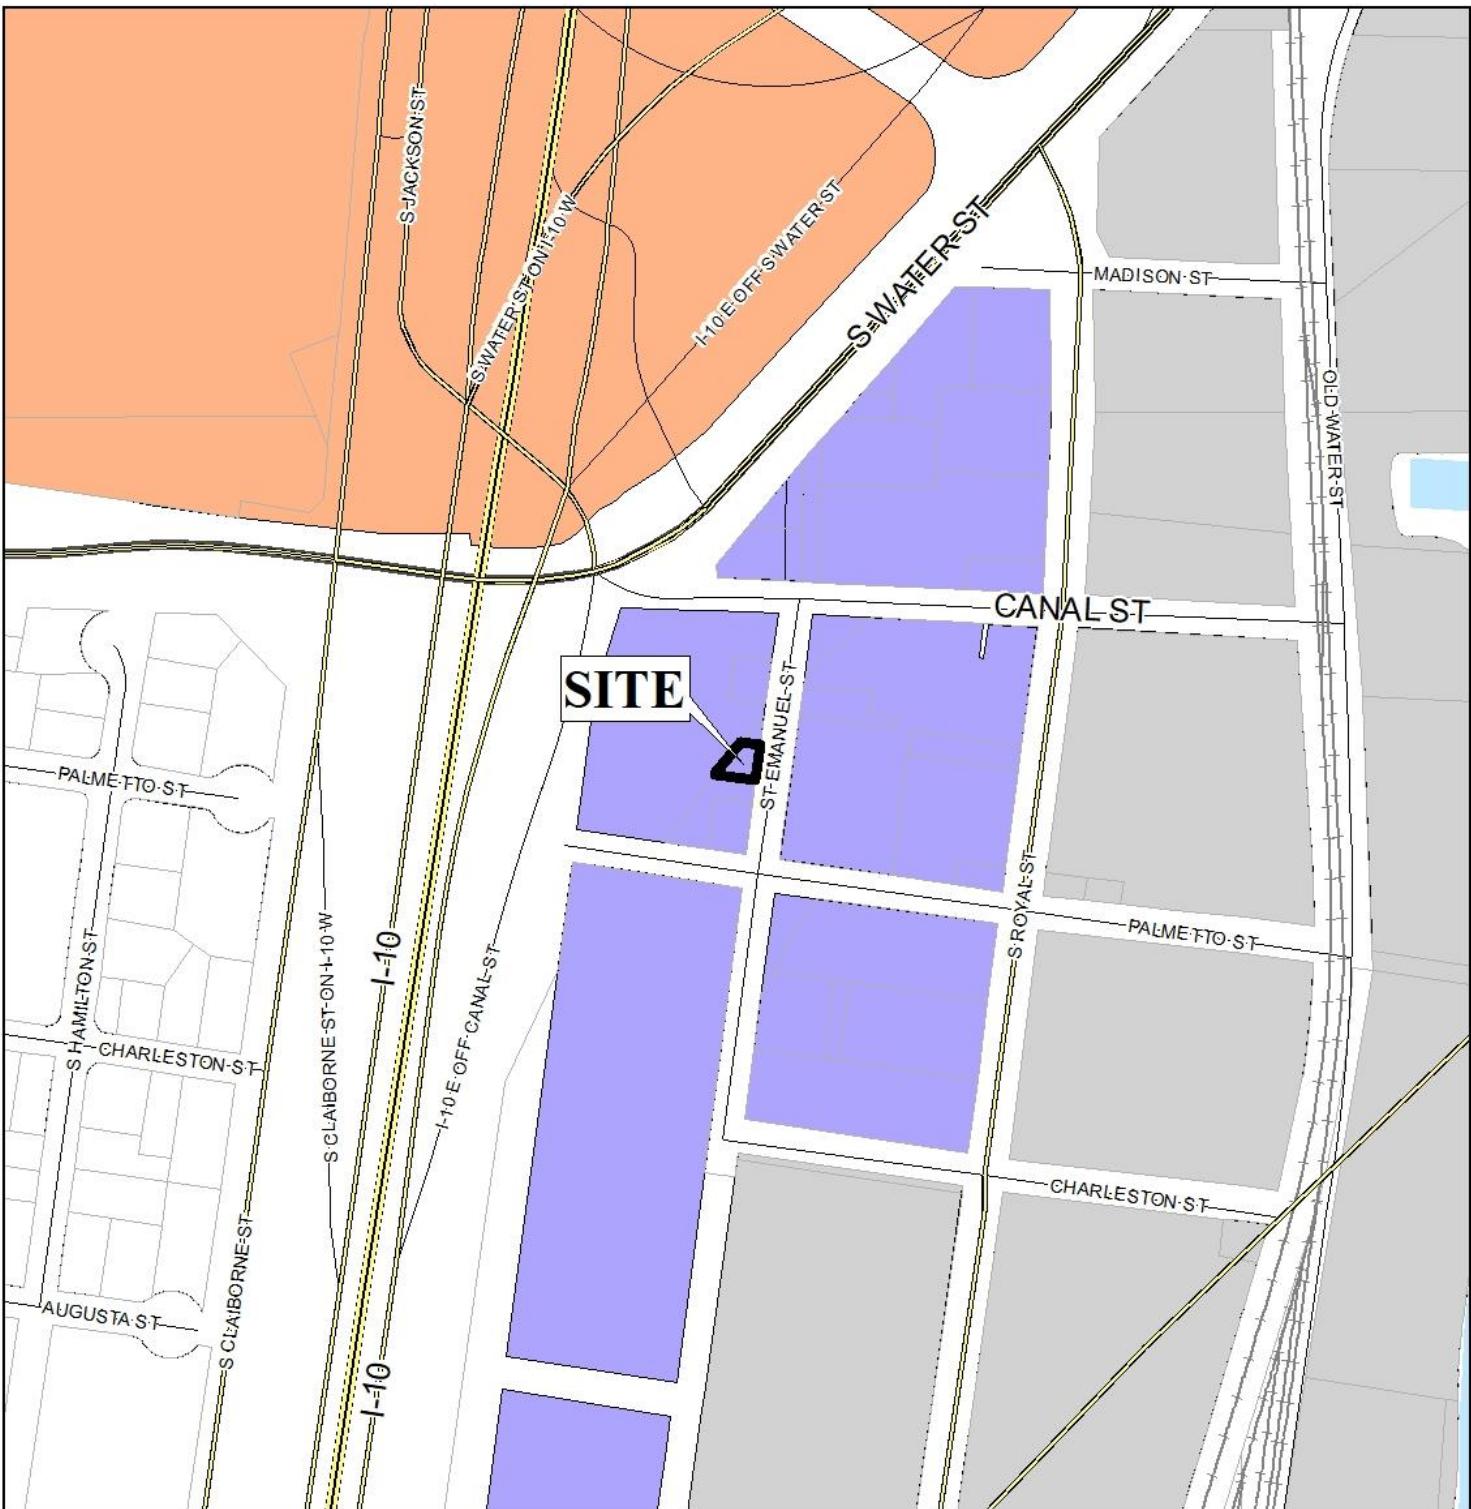 S JACKSON ST
S WATER ST ON I-10 W
I-10 E OFF S WATER ST
S WATER ST
MADISON ST
OLD WATER ST
CANAL ST
SITE
ST EMANUEL ST
PALMETTO ST
S HAMILTON ST
CHARLESTON ST
S CLAIBORNE ST ON I-10 W
I-10
I-10 E OFF CANAL ST
S ROYAL ST
PALMETTO ST
CHARLESTON ST
AUGUSTA ST
S CLAIBORNE ST
I-10